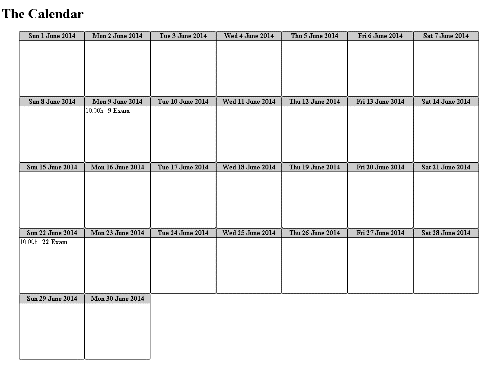 The Calendar
Sun 1 June 2014 Mon 2 June 2014 Tue 3 June 2014 Wed 4 June 2014 Thu 5 June 2014 Fri 6 June 2014 Sat 7 June 2014
Sun 8 June 2014 Mon 9 June 2014 Tue 10 June 2014 Wed 11 June 2014 Thu 12 June 2014 Fri 13 June 2014 Sat 14 June 2014
10:00h 9 Exam
Sun 15 June 2014 Mon 16 June 2014 Tue 17 June 2014 Wed 18 June 2014 Thu 19 June 2014 Fri 20 June 2014 Sat 21 June 2014
Sun 22 June 2014 Mon 23 June 2014 Tue 24 June 2014 Wed 25 June 2014 Thu 26 June 2014 Fri 27 June 2014 Sat 28 June 2014
10:00h 22 Exam
Sun 29 June 2014 Mon 30 June 2014